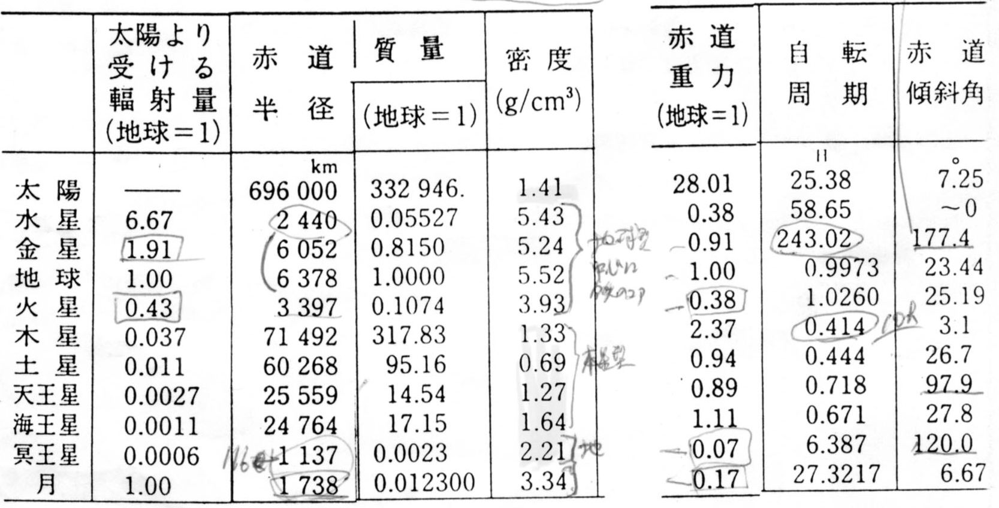 太陽より受ける輻射量(地球=1) 赤道半径 質量(地球=1) 密度(g/cm³) 赤道重力(地球=1) 自転周期 赤道傾斜角
km 日 °
太陽 — 696 000 332 946. 1.41 28.01 25.38 7.25
水星 6.67 2 440 0.05527 5.43 0.38 58.65 ~0
金星 1.91 6 052 0.8150 5.24 0.91 243.02 177.4
地球 1.00 6 378 1.0000 5.52 1.00 0.9973 23.44
火星 0.43 3 397 0.1074 3.93 0.38 1.0260 25.19
木星 0.037 71 492 317.83 1.33 2.37 0.414 3.1
土星 0.011 60 268 95.16 0.69 0.94 0.444 26.7
天王星 0.0027 25 559 14.54 1.27 0.89 0.718 97.9
海王星 0.0011 24 764 17.15 1.64 1.11 0.671 27.8
冥王星 0.0006 1 137 0.0023 2.21 0.07 6.387 120.0
月 1.00 1 738 0.012300 3.34 0.17 27.3217 6.67
地球型
中心に
鉄のコア
木星型
地